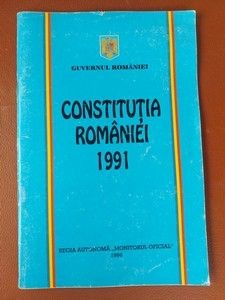 GUVERNUL ROMÂNIEI
CONSTITUȚIA
ROMÂNIEI
1991
REGIA AUTONOMĂ „MONITORUL OFICIAL”